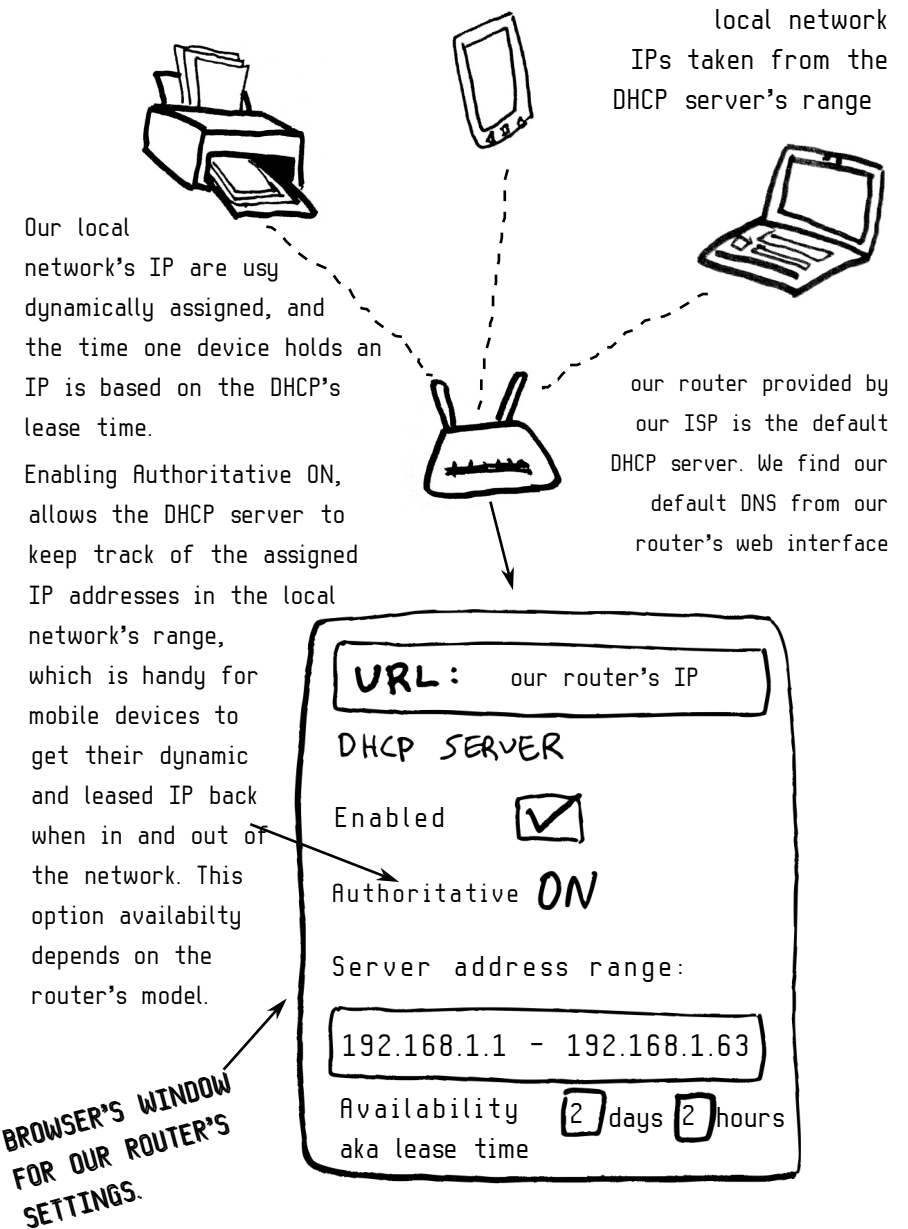 local network
IPs taken from the
DHCP server's range
Our local
network's IP are usy
dynamically assigned, and
the time one device holds an
IP is based on the DHCP's
lease time.
Enabling Authoritative ON,
allows the DHCP server to
keep track of the assigned
IP addresses in the local
network's range,
which is handy for
mobile devices to
get their dynamic
and leased IP back
when in and out of
the network. This
option availabilty
depends on the
router's model.
our router provided by
our ISP is the default
DHCP server. We find our
default DNS from our
router's web interface
URL: our router's IP
DHCP SERVER
Enabled
Authoritative ON
Server address range:
192.168.1.1 - 192.168.1.63
Availability 2 days 2 hours
aka lease time
BROWSER'S WINDOW
FOR OUR ROUTER'S
SETTINGS.